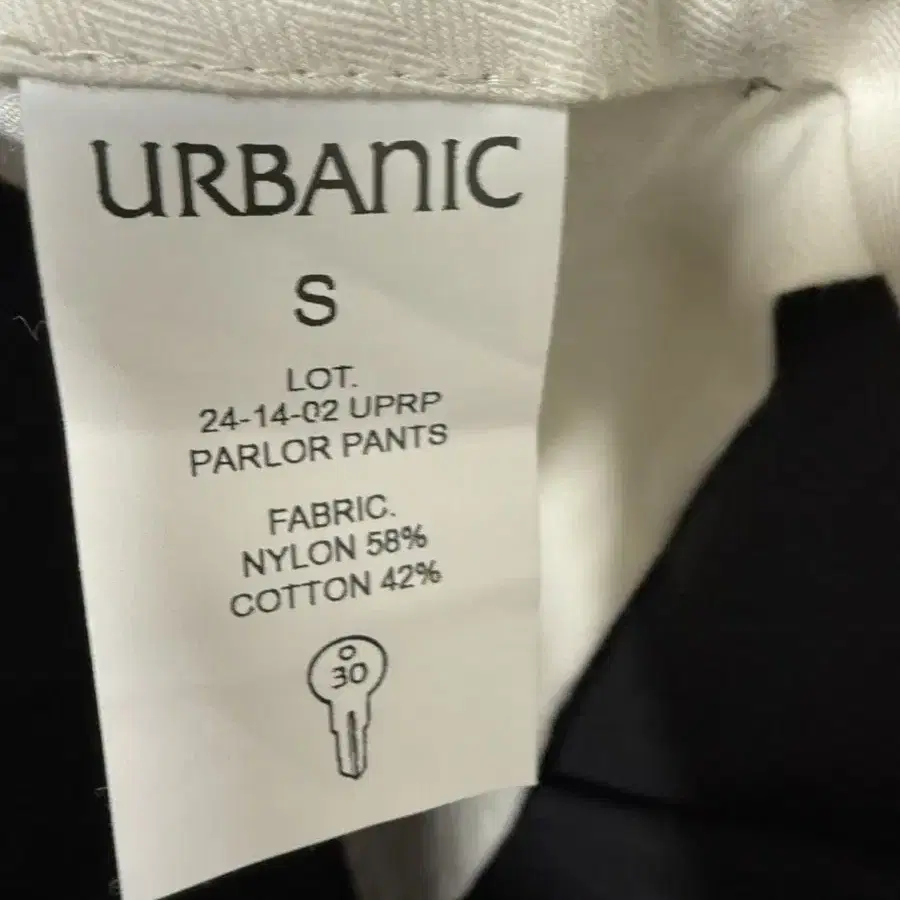 URBANIC
S
LOT.
24-14-02 UPRP
PARLOR PANTS
FABRIC.
NYLON 58%
COTTON 42%
30